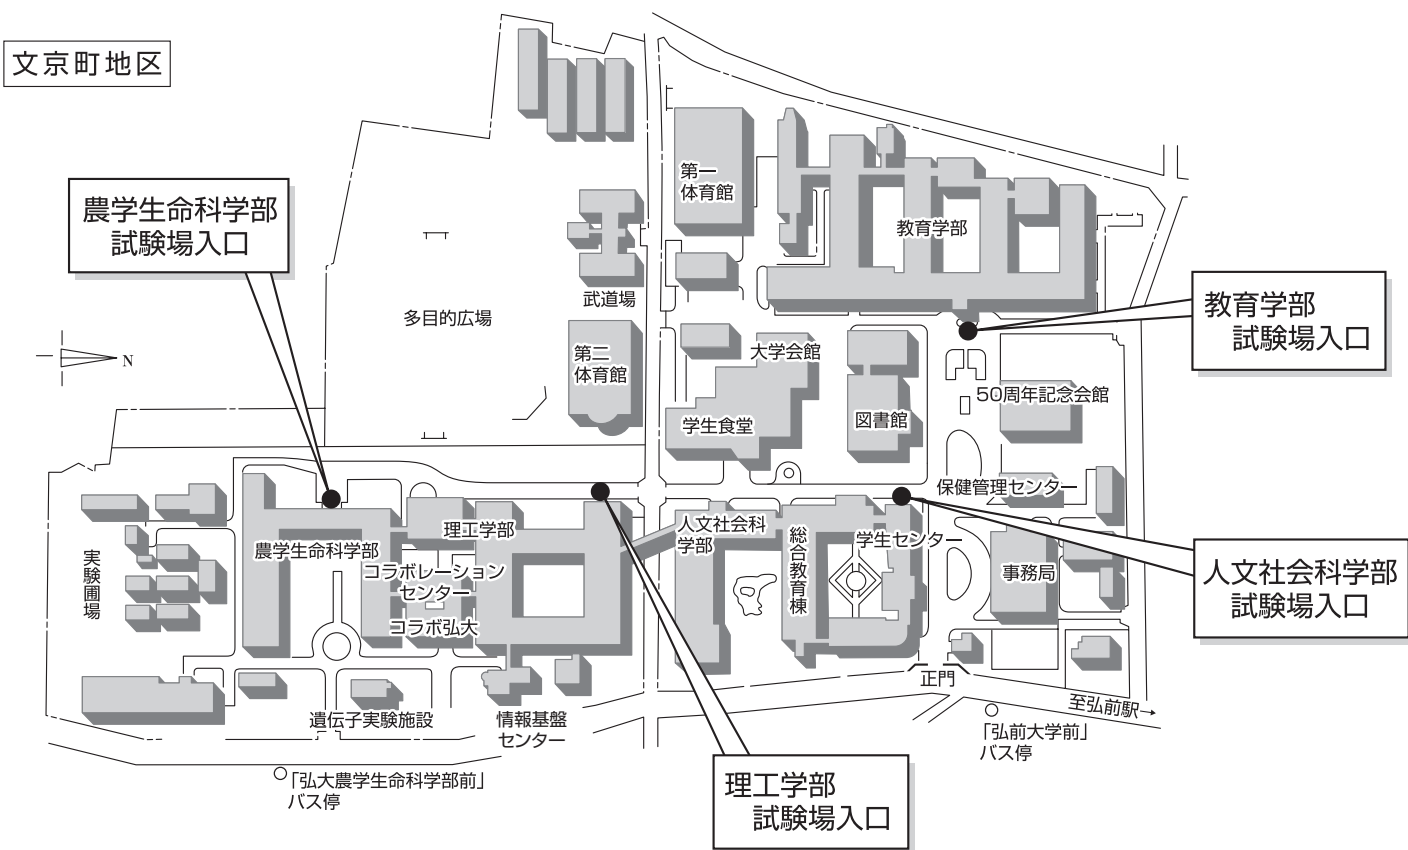 文京町地区
第一
体育館
教育学部
農学生命科学部
試験場入口
武道場
多目的広場
教育学部
試験場入口
第二
体育館
大学会館
N
50周年記念会館
学生食堂
図書館
保健管理センター
理工学部
人文社会科
学部
総合教育棟
学生センター
農学生命科学部
実験圃場
コラボレーション
センター
事務局
人文社会科学部
試験場入口
コラボ弘大
正門
至弘前駅
遺伝子実験施設
情報基盤
センター
「弘前大学前」
バス停
「弘大農学生命科学部前」
バス停
理工学部
試験場入口